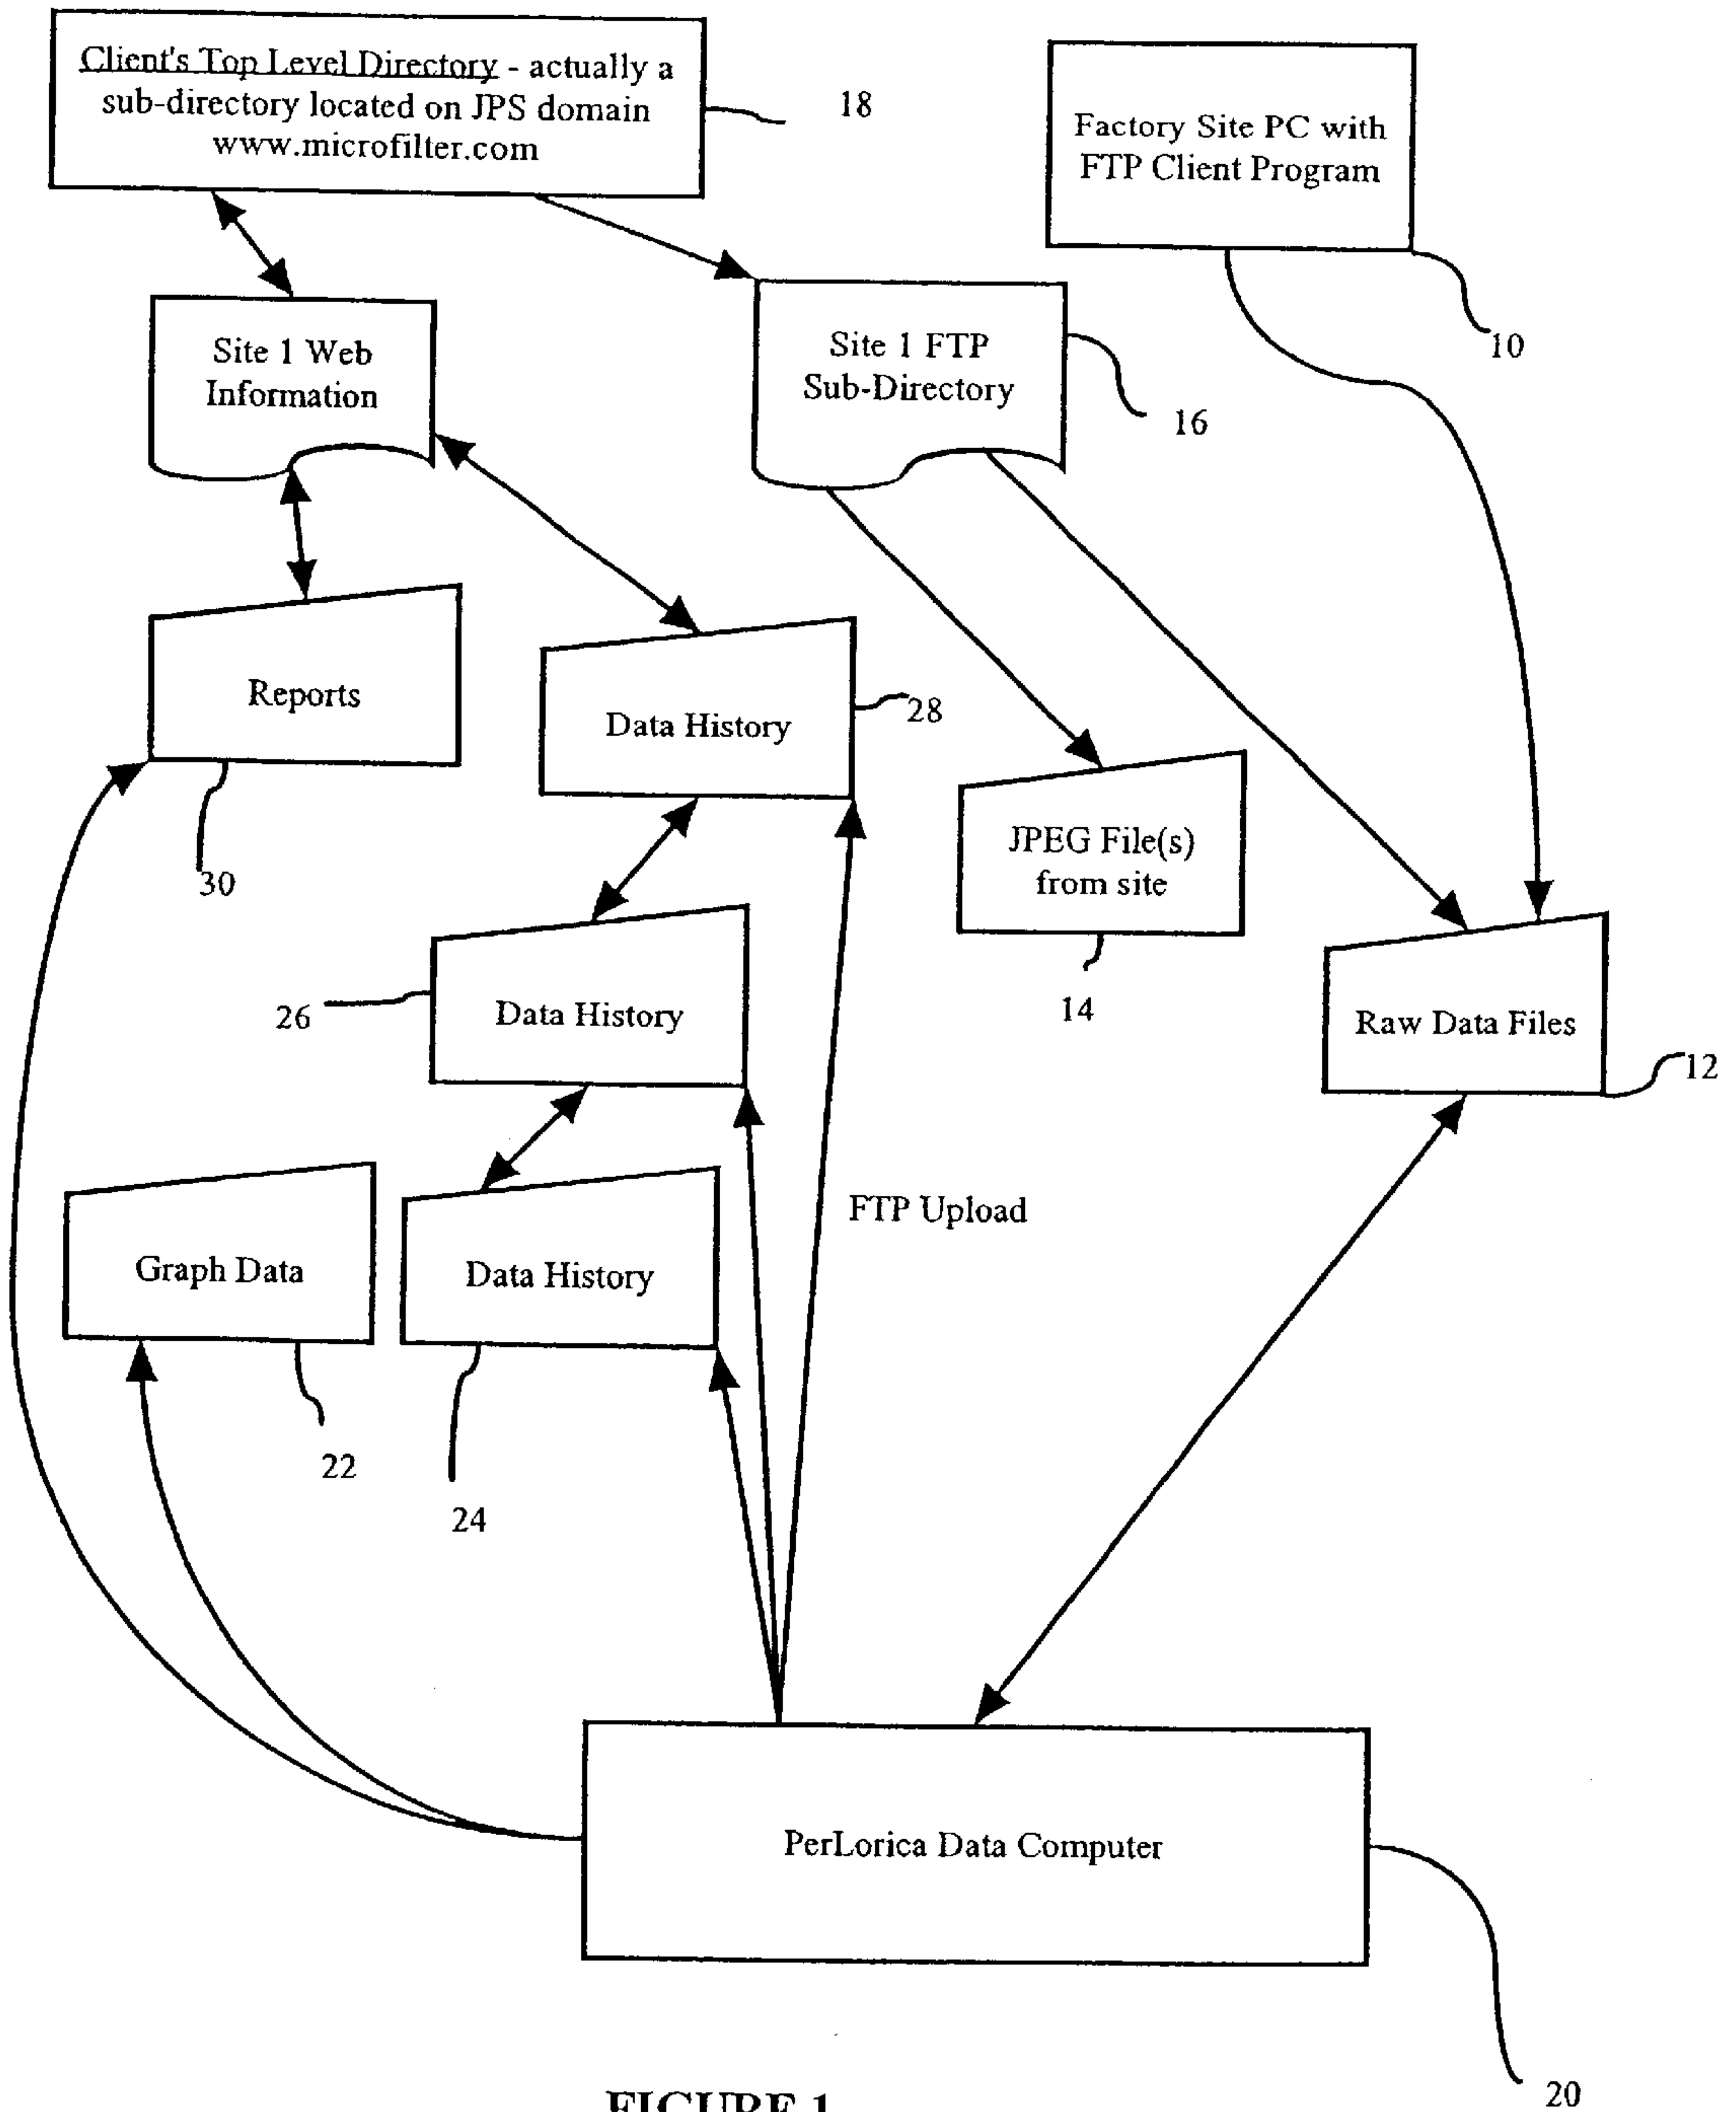 Client's Top Level Directory - actually a
sub-directory located on JPS domain
www.microfilter.com
18
Factory Site PC with
FTP Client Program
10
Site 1 Web
Information
Site 1 FTP
Sub-Directory
16
Reports
30
Data History
28
JPEG File(s)
from site
14
Raw Data Files
12
Data History
26
Graph Data
22
Data History
24
FTP Upload
PerLorica Data Computer
20
FIGURE 1